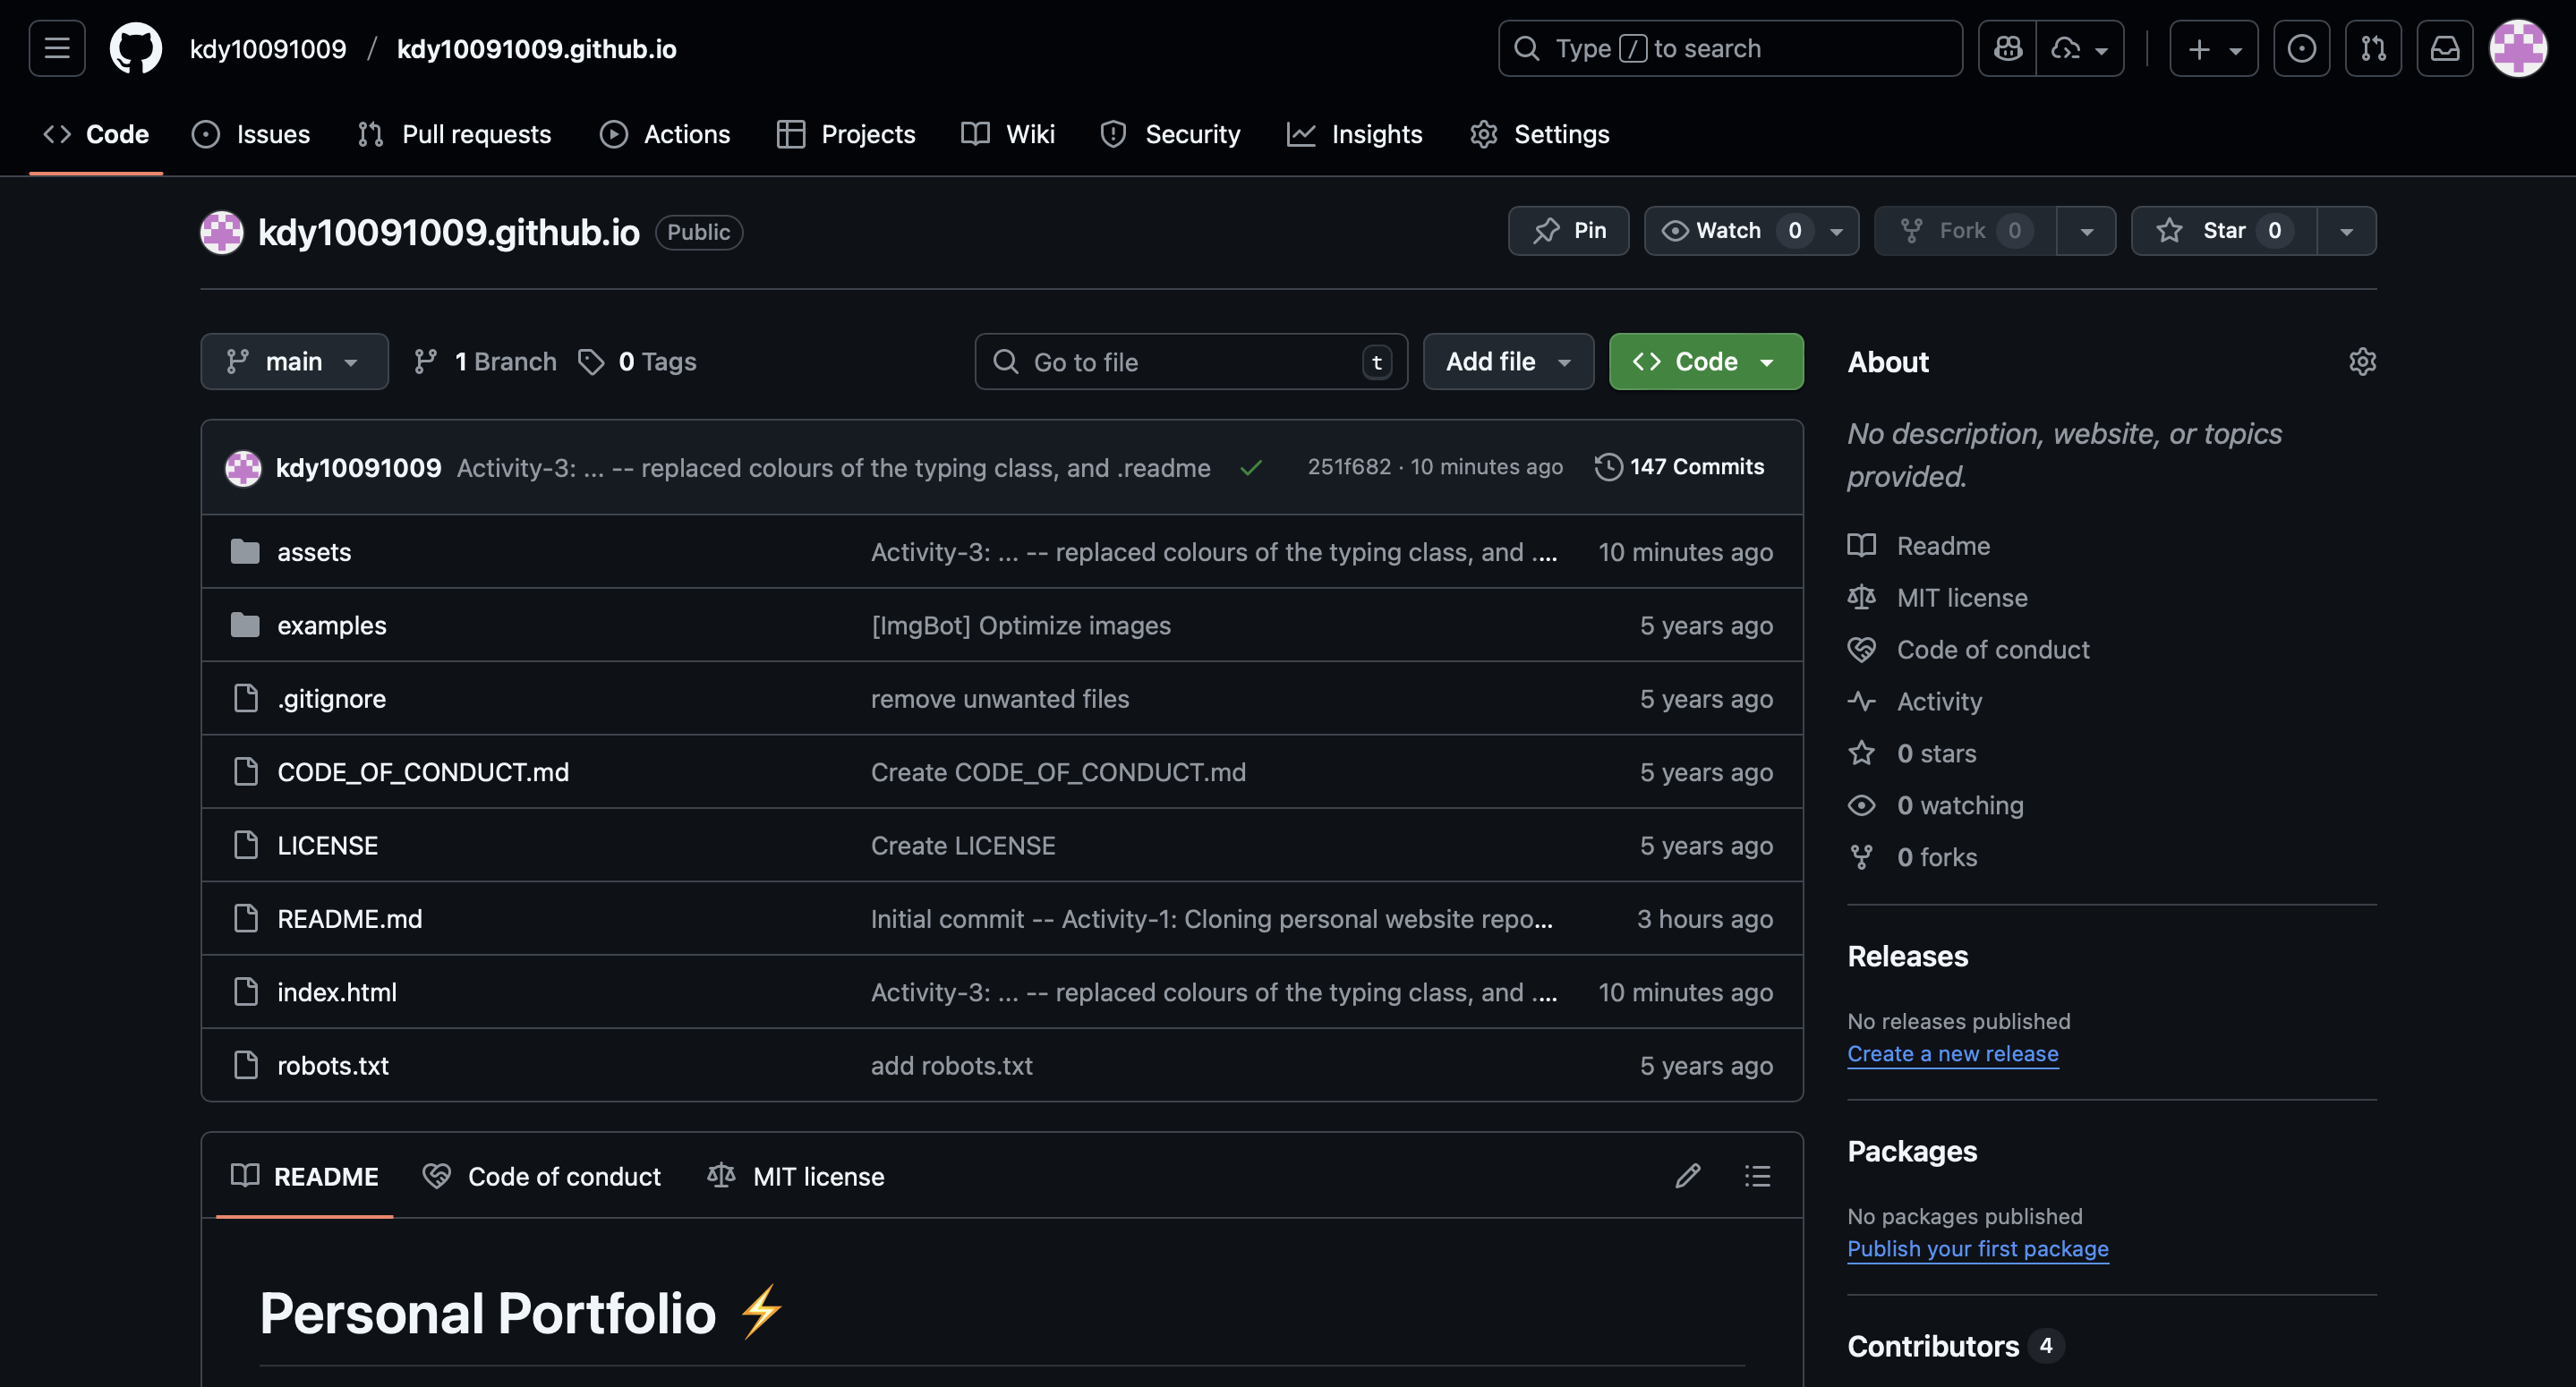 kdy10091009 / kdy10091009.github.io
Type / to search
Code Issues Pull requests Actions Projects Wiki Security Insights Settings
kdy10091009.github.io Public
Pin Watch 0 Fork 0 Star 0
main 1 Branch 0 Tags
Go to file t Add file Code
kdy10091009 Activity-3: ... -- replaced colours of the typing class, and .readme 251f682 · 10 minutes ago 147 Commits
assets Activity-3: ... -- replaced colours of the typing class, and .... 10 minutes ago
examples [ImgBot] Optimize images 5 years ago
.gitignore remove unwanted files 5 years ago
CODE_OF_CONDUCT.md Create CODE_OF_CONDUCT.md 5 years ago
LICENSE Create LICENSE 5 years ago
README.md Initial commit -- Activity-1: Cloning personal website repo... 3 hours ago
index.html Activity-3: ... -- replaced colours of the typing class, and .... 10 minutes ago
robots.txt add robots.txt 5 years ago
README Code of conduct MIT license
Personal Portfolio ⚡
About
No description, website, or topics
provided.
Readme
MIT license
Code of conduct
Activity
0 stars
0 watching
0 forks
Releases
No releases published
Create a new release
Packages
No packages published
Publish your first package
Contributors 4